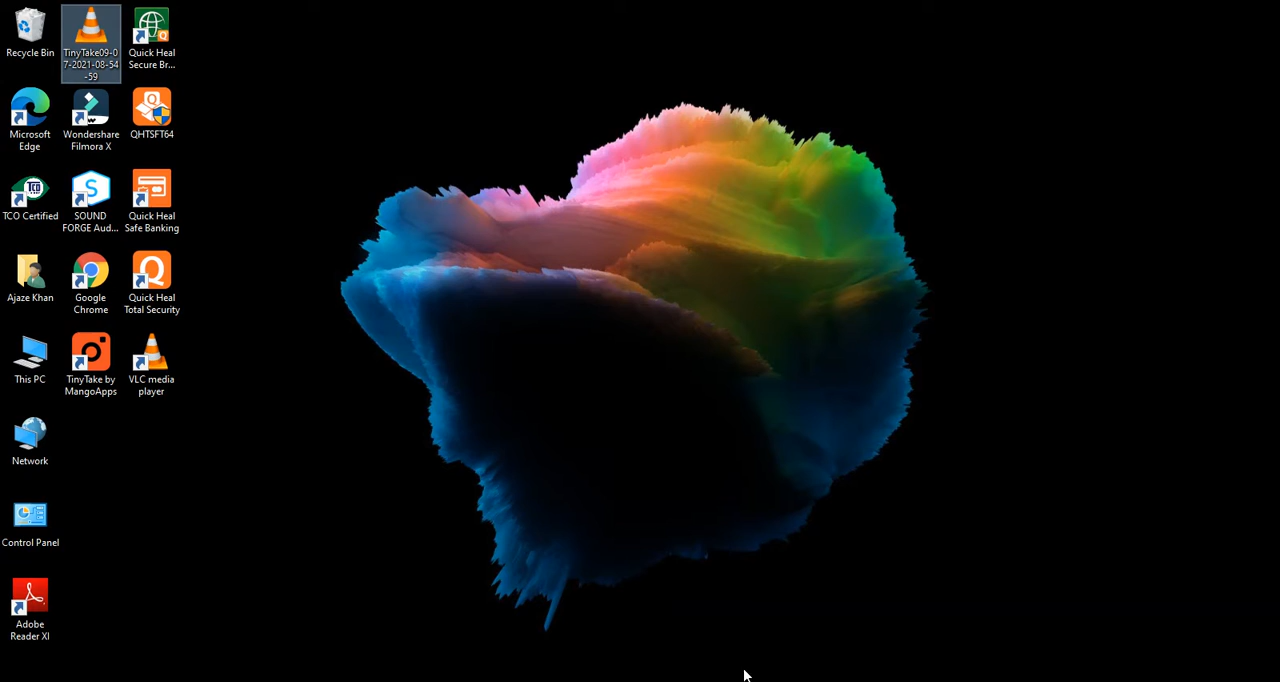 Recycle Bin
TinyTake09-0
7-2021-08-54
-59
Quick Heal
Secure Br...
Microsoft
Edge
Wondershare
Filmora X
QHTSFT64
TCO
TCO Certified
SOUND
FORGE Aud...
Quick Heal
Safe Banking
Ajaze Khan
Google
Chrome
Quick Heal
Total Security
This PC
TinyTake by
MangoApps
VLC media
player
Network
Control Panel
Adobe
Reader XI